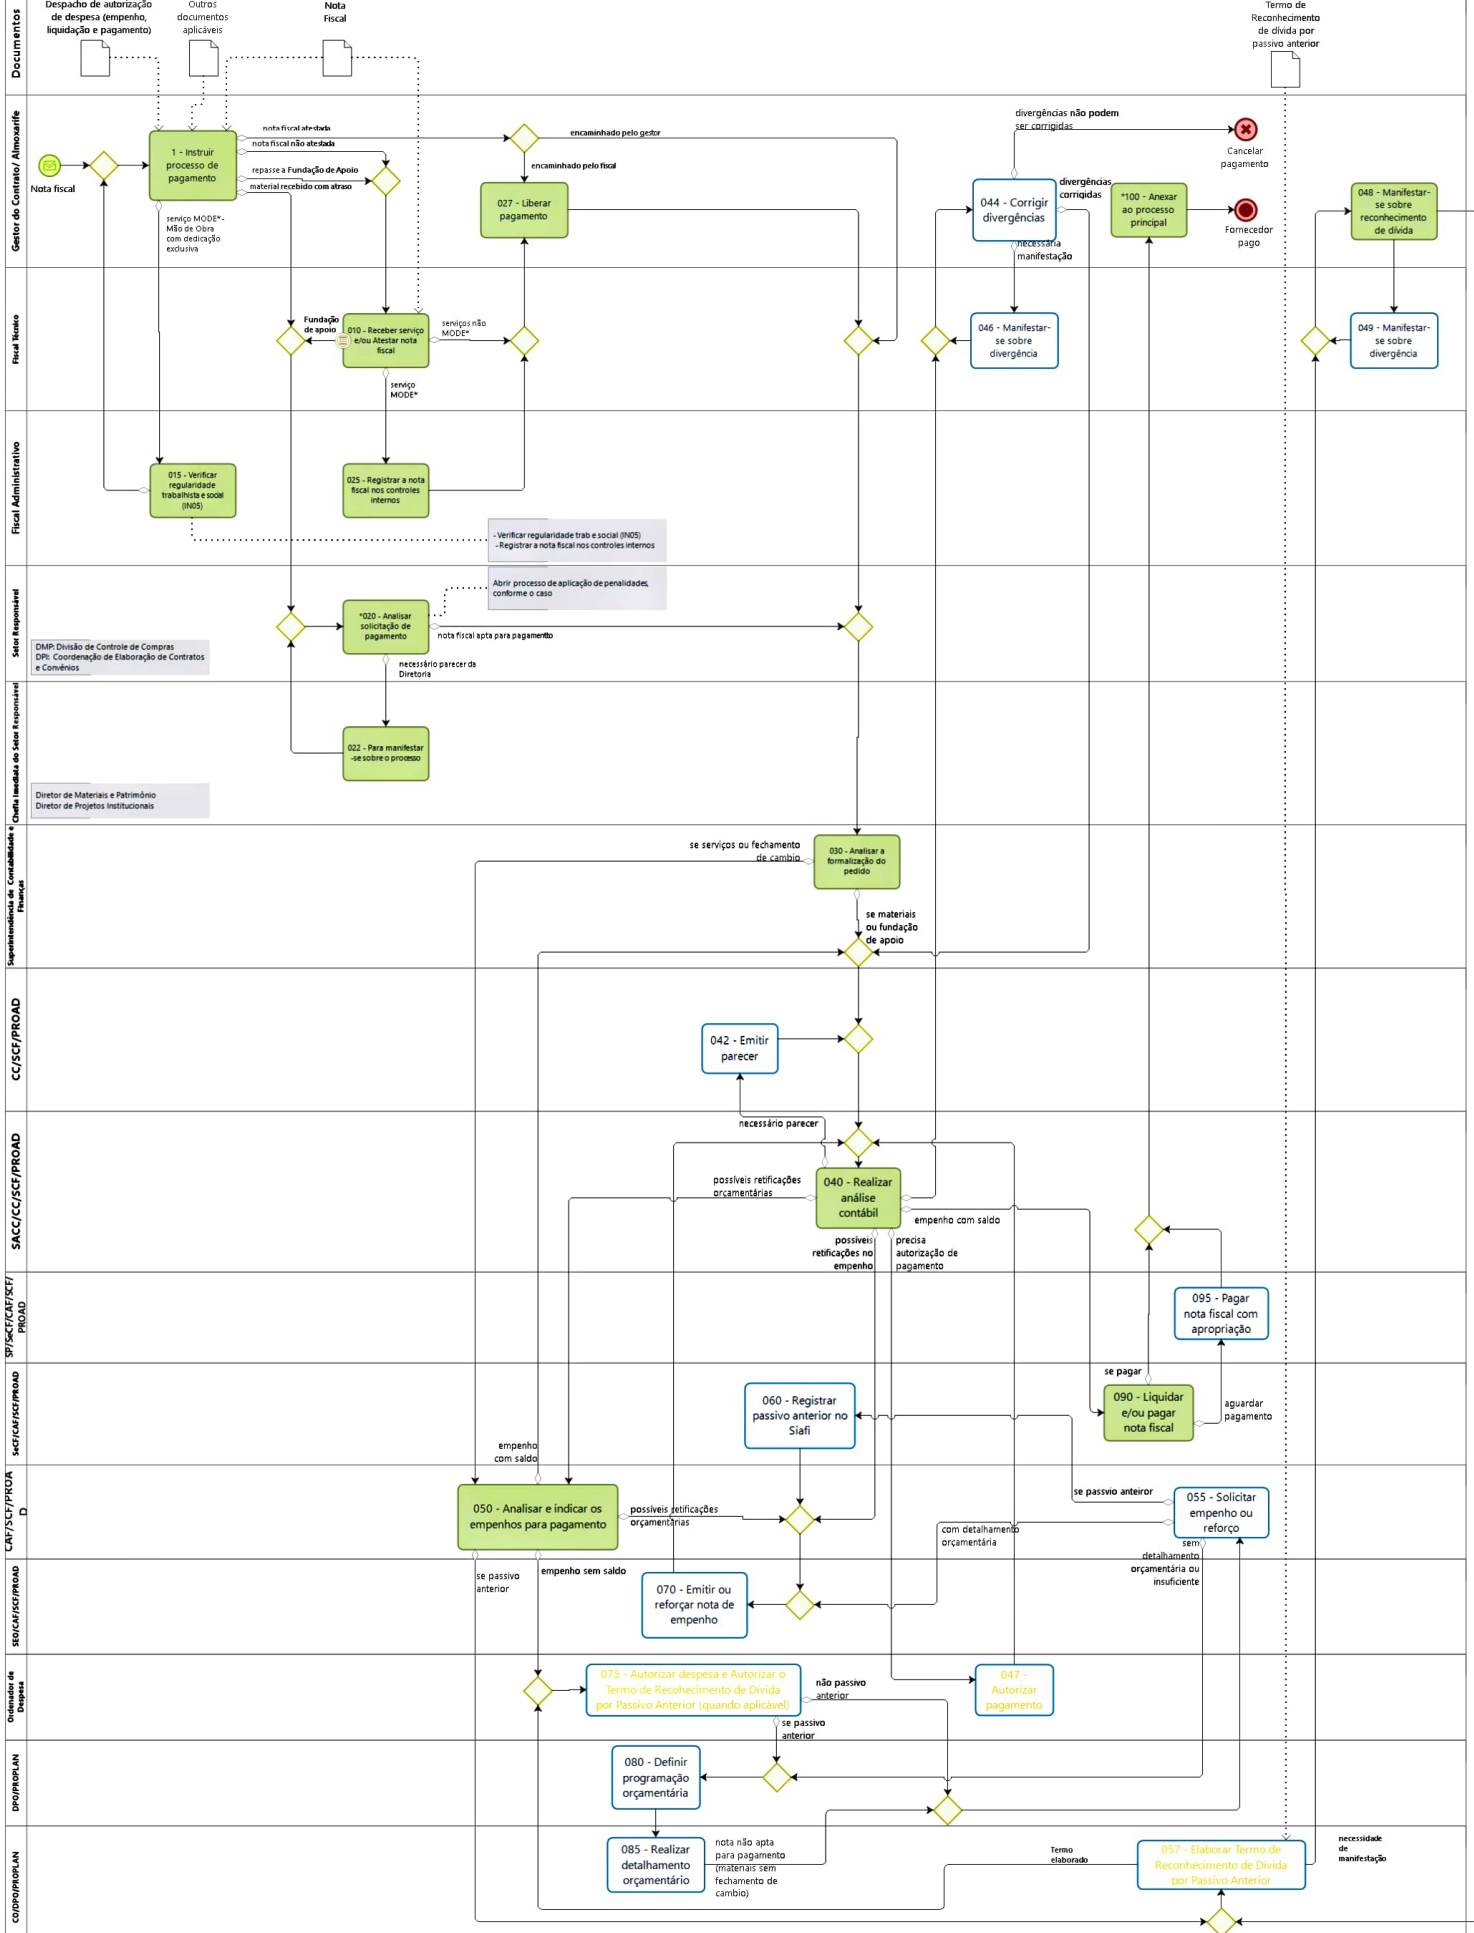 Documentos
Despacho de autorização
de despesa (empenho,
liquidação e pagamento)
Outros
documentos
aplicáveis
Nota
Fiscal
Termo de
Reconhecimento
de dívida por
passivo anterior
Gestor do Contrato/ Almoxarife
Nota fiscal
1 - Instruir
processo de
pagamento
nota fiscal atestada
nota fiscal não atestada
repasse a Fundação de Apoio
material recebido com atraso
serviço MODE*-
Mão de Obra
com dedicação
exclusiva
encaminhado pelo gestor
encaminhado pelo fiscal
027 - Liberar
pagamento
divergências não podem
ser corrigidas
Cancelar
pagamento
044 - Corrigir
divergências
divergências
corrigidas
necessária
manifestação
*100 - Anexar
ao processo
principal
Fornecedor
pago
048 - Manifestar-
se sobre
reconhecimento
de dívida
Fiscal Técnico
Fundação
de apoio
010 - Receber serviço
e/ou Atestar nota
fiscal
serviços não
MODE*
serviço
MODE*
046 - Manifestar-
se sobre
divergência
049 - Manifestar-
se sobre
divergência
Fiscal Administrativo
015 - Verificar
regularidade
trabalhista e social
(IN05)
025 - Registrar a nota
fiscal nos controles
internos
- Verificar regularidade trab e social (IN05)
- Registrar a nota fiscal nos controles internos
Setor Responsável
Abrir processo de aplicação de penalidades,
conforme o caso
*020 - Analisar
solicitação de
pagamento
nota fiscal apta para pagamentto
necessário parecer da
Diretoria
DMP: Divisão de Controle de Compras
DPI: Coordenação de Elaboração de Contratos
e Convênios
Chefia Imediata do Setor Responsável
022 - Para manifestar
-se sobre o processo
Diretor de Materiais e Patrimônio
Diretor de Projetos Institucionais
Superintendência de Contabilidade e
Finanças
se serviços ou fechamento
de cambio
030 - Analisar a
formalização do
pedido
se materiais
ou fundação
de apoio
CC/SCF/PROAD
042 - Emitir
parecer
SACC/CC/SCF/PROAD
necessário parecer
possíveis retificações
orçamentárias
040 - Realizar
análise
contábil
empenho com saldo
possíveis
retificações no
empenho
precisa
autorização de
pagamento
SP/SeCF/CAF/SCF/
PROAD
095 - Pagar
nota fiscal com
apropriação
SeCF/CAF/SCF/PROAD
se pagar
060 - Registrar
passivo anterior no
Siafi
090 - Liquidar
e/ou pagar
nota fiscal
aguardar
pagamento
empenho
com saldo
CAF/SCF/PROA
D
050 - Analisar e indicar os
empenhos para pagamento
possíveis retificações
orçamentárias
se passvio anteiror
055 - Solicitar
empenho ou
reforço
com detalhamento
orçamentária
sem
detalhamento
orçamentária ou
insuficiente
SEO/CAF/SCF/PROAD
se passivo
anterior
empenho sem saldo
070 - Emitir ou
reforçar nota de
empenho
Ordenador de
Despesa
075 - Autorizar despesa e Autorizar o
Termo de Recohecimento de Dívida
por Passivo Anterior (quando aplicável)
não passivo
anterior
se passivo
anterior
047 -
Autorizar
pagamento
DPO/PROPLAN
080 - Definir
programação
orçamentária
CO/DPO/PROPLAN
085 - Realizar
detalhamento
orçamentário
nota não apta
para pagamento
(materiais sem
fechamento de
cambio)
Termo
elaborado
057 - Elaborar Termo de
Reconhecimento de Dívida
por Passivo Anterior
necessidade
de
manifestação